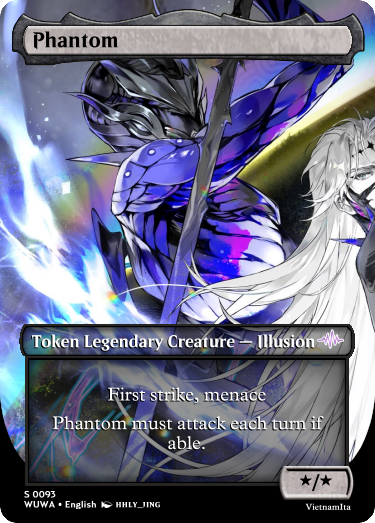 Phantom
Token Legendary Creature — Illusion
First strike, menace
Phantom must attack each turn if
able.
★/★
S 0093
WUWA • English HHLY_JING
VietnamIta